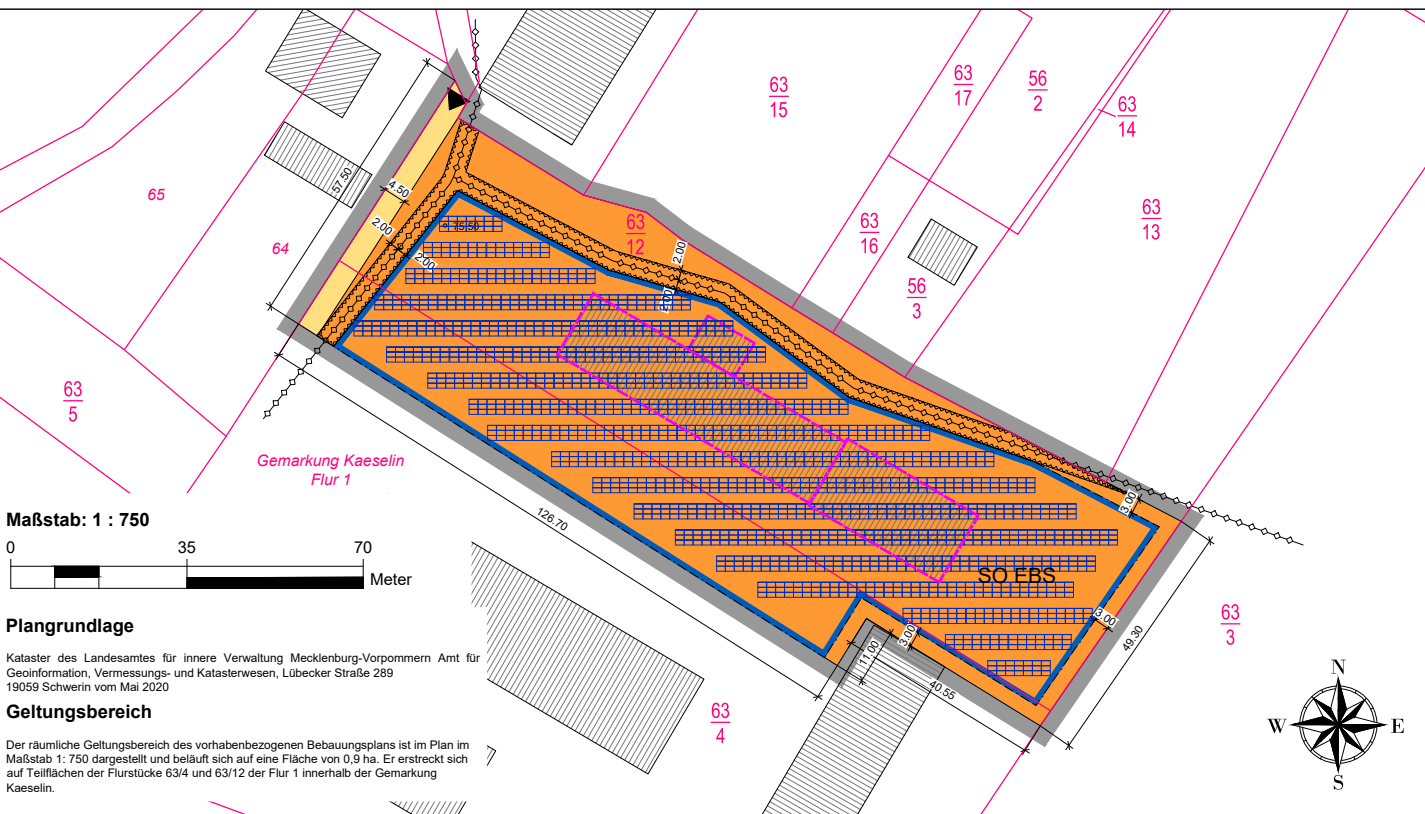 63
15
63
17
56
2
63
14
65
57.50
4.50
2.00
2.00
75.50
63
12
2.00
3.00
63
16
63
13
64
56
3
63
5
Gemarkung Kaeselin
Flur 1
126.70
3.00
SO EBS
3.00
3.00
11.00
40.55
49.30
63
3
63
4
Maßstab: 1 : 750
0 35 70
Meter
Plangrundlage
Kataster des Landesamtes für innere Verwaltung Mecklenburg-Vorpommern Amt für
Geoinformation, Vermessungs- und Katasterwesen, Lübecker Straße 289
19059 Schwerin vom Mai 2020
Geltungsbereich
Der räumliche Geltungsbereich des vorhabenbezogenen Bebauungsplans ist im Plan im
Maßstab 1: 750 dargestellt und beläuft sich auf eine Fläche von 0,9 ha. Er erstreckt sich
auf Teilflächen der Flurstücke 63/4 und 63/12 der Flur 1 innerhalb der Gemarkung
Kaeselin.
N
W E
S